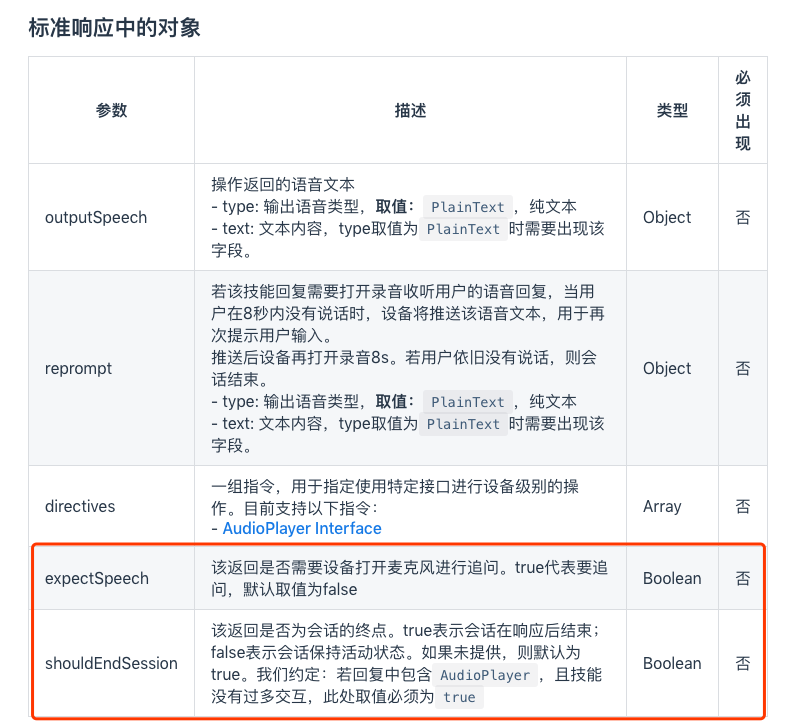 标准响应中的对象
参数 描述 类型 必须出现
操作返回的语音文本
- type: 输出语音类型，取值： PlainText ，纯文本
outputSpeech Object 否
- text: 文本内容，type取值为 PlainText 时需要出现该
字段。
若该技能回复需要打开录音收听用户的语音回复，当用
户在8秒内没有说话时，设备将推送该语音文本，用于再
次提示用户输入。
推送后设备再打开录音8s。若用户依旧没有说话，则会
reprompt Object 否
话结束。
- type: 输出语音类型，取值： PlainText ，纯文本
- text: 文本内容，type取值为 PlainText 时需要出现该
字段。
一组指令，用于指定使用特定接口进行设备级别的操
directives Array 否
作。目前支持以下指令：
- AudioPlayer Interface
该返回是否需要设备打开麦克风进行追问。true代表要追
expectSpeech Boolean 否
问，默认取值为false
该返回是否为会话的终点。true表示会话在响应后结束；
false表示会话保持活动状态。如果未提供，则默认为
shouldEndSession Boolean 否
true。我们约定：若回复中包含 AudioPlayer ，且技能
没有过多交互，此处取值必须为 true